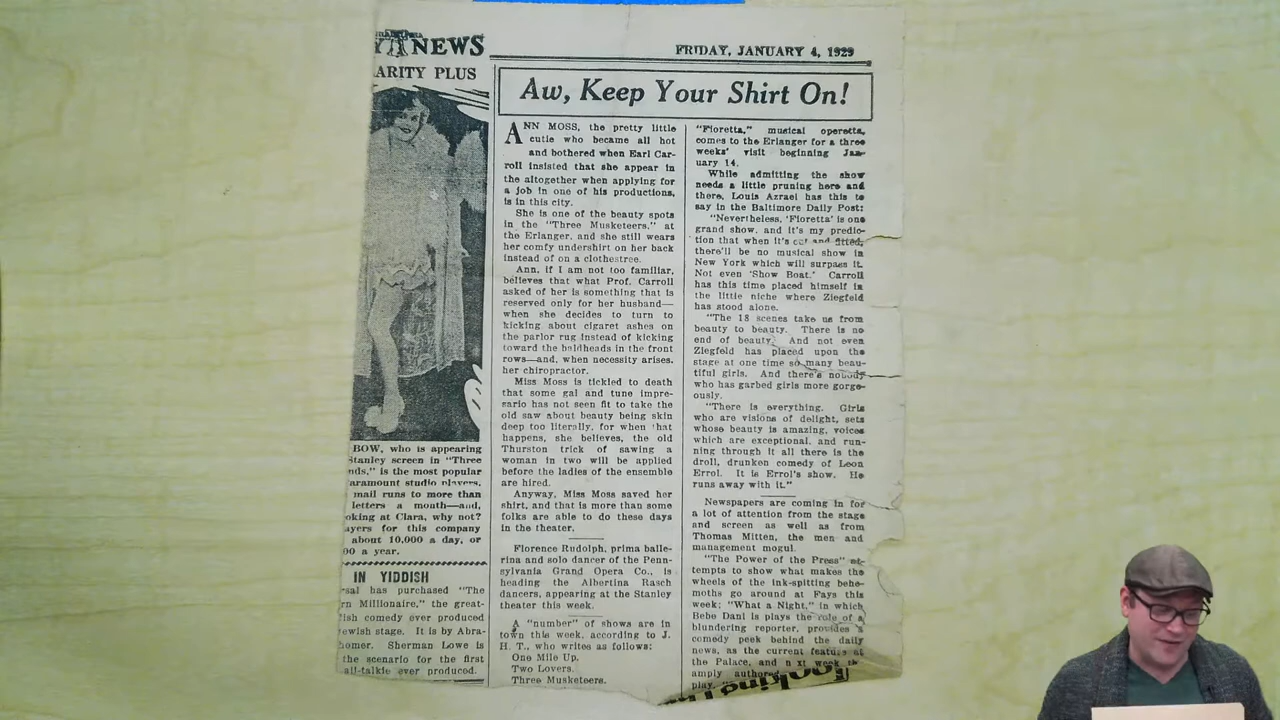 NEWS
FRIDAY, JANUARY 4, 1929
ARITY PLUS
BOW, who is appearing
Stanley screen in "Three
nds," is the most popular
aramount studio players,
mail runs to more than
letters a month—and,
oking at Clara, why not?
ayers for this company
about 10,000 a day, or
00 a year.
IN YIDDISH
sal has purchased "The
rn Millionaire," the great-
ish comedy ever produced
ewish stage. It is by Abra-
homer. Sherman Lowe is
the scenario for the first
all-talkie ever produced.
Aw, Keep Your Shirt On!
ANN MOSS, the pretty little
cutie who became all hot
and bothered when Earl Car-
roll insisted that she appear in
the altogether when applying for
a job in one of his productions,
is in this city.
She is one of the beauty spots
in the "Three Musketeers," at
the Erlanger, and she still wears
her comfy undershirt on her back
instead of on a clothestree.
Ann, if I am not too familiar,
believes that what Prof. Carroll
asked of her is something that is
reserved only for her husband—
when she decides to turn to
kicking about cigaret ashes on
the parlor rug instead of kicking
toward the baldheads in the front
rows—and, when necessity arises,
her chiropractor.
Miss Moss is tickled to death
that some gal and tune impre-
sario has not seen fit to take the
old saw about beauty being skin
deep too literally, for when that
happens, she believes, the old
Thurston trick of sawing a
woman in two will be applied
before the ladies of the ensemble
are hired.
Anyway, Miss Moss saved her
shirt, and that is more than some
folks are able to do these days
in the theater.
Florence Rudolph, prima balle-
rina and solo dancer of the Penn-
sylvania Grand Opera Co., is
heading the Albertina Rasch
dancers, appearing at the Stanley
theater this week.
A "number" of shows are in
town this week, according to J.
H. T., who writes as follows:
One Mile Up.
Two Lovers.
Three Musketeers.
"Fioretta," musical operetta,
comes to the Erlanger for a three
weeks' visit beginning Jan-
uary 14.
While admitting the show
needs a little pruning here and
there, Louis Azrael has this to
say in the Baltimore Daily Post:
"Nevertheless, 'Fioretta' is one
grand show, and it's my predic-
tion that when it's cut and fitted,
there'll be no musical show in
New York which will surpass it.
Not even 'Show Boat.' Carroll
has this time placed himself in
the little niche where Ziegfeld
has stood alone.
"The 18 scenes take us from
beauty to beauty. There is no
end of beauty. And not even
Ziegfeld has placed upon the
stage at one time so many beau-
tiful girls. And there's nobody
who has garbed girls more gorge-
ously.
"There is everything. Girls
who are visions of delight, sets
whose beauty is amazing, voices
which are exceptional, and run-
ning through it all there is the
droll, drunken comedy of Leon
Errol. It is Errol's show. He
runs away with it."
Newspapers are coming in for
a lot of attention from the stage
and screen as well as from
Thomas Mitten, the men and
management mogul.
"The Power of the Press" at-
tempts to show what makes the
wheels of the ink-spitting behe-
moths go around at Fays this
week; "What a Night," in which
Bebe Daniels plays the role of a
blundering reporter, provides a
comedy peek behind the daily
news, as the current feature at
the Palace, and next week
amply authored
play,